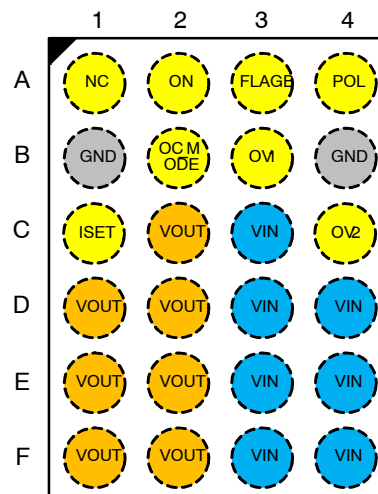 1 2 3 4
A NC ON FLAGB POL
B GND OC M ODE OV1 GND
C ISET VOUT VIN OV2
D VOUT VOUT VIN VIN
E VOUT VOUT VIN VIN
F VOUT VOUT VIN VIN